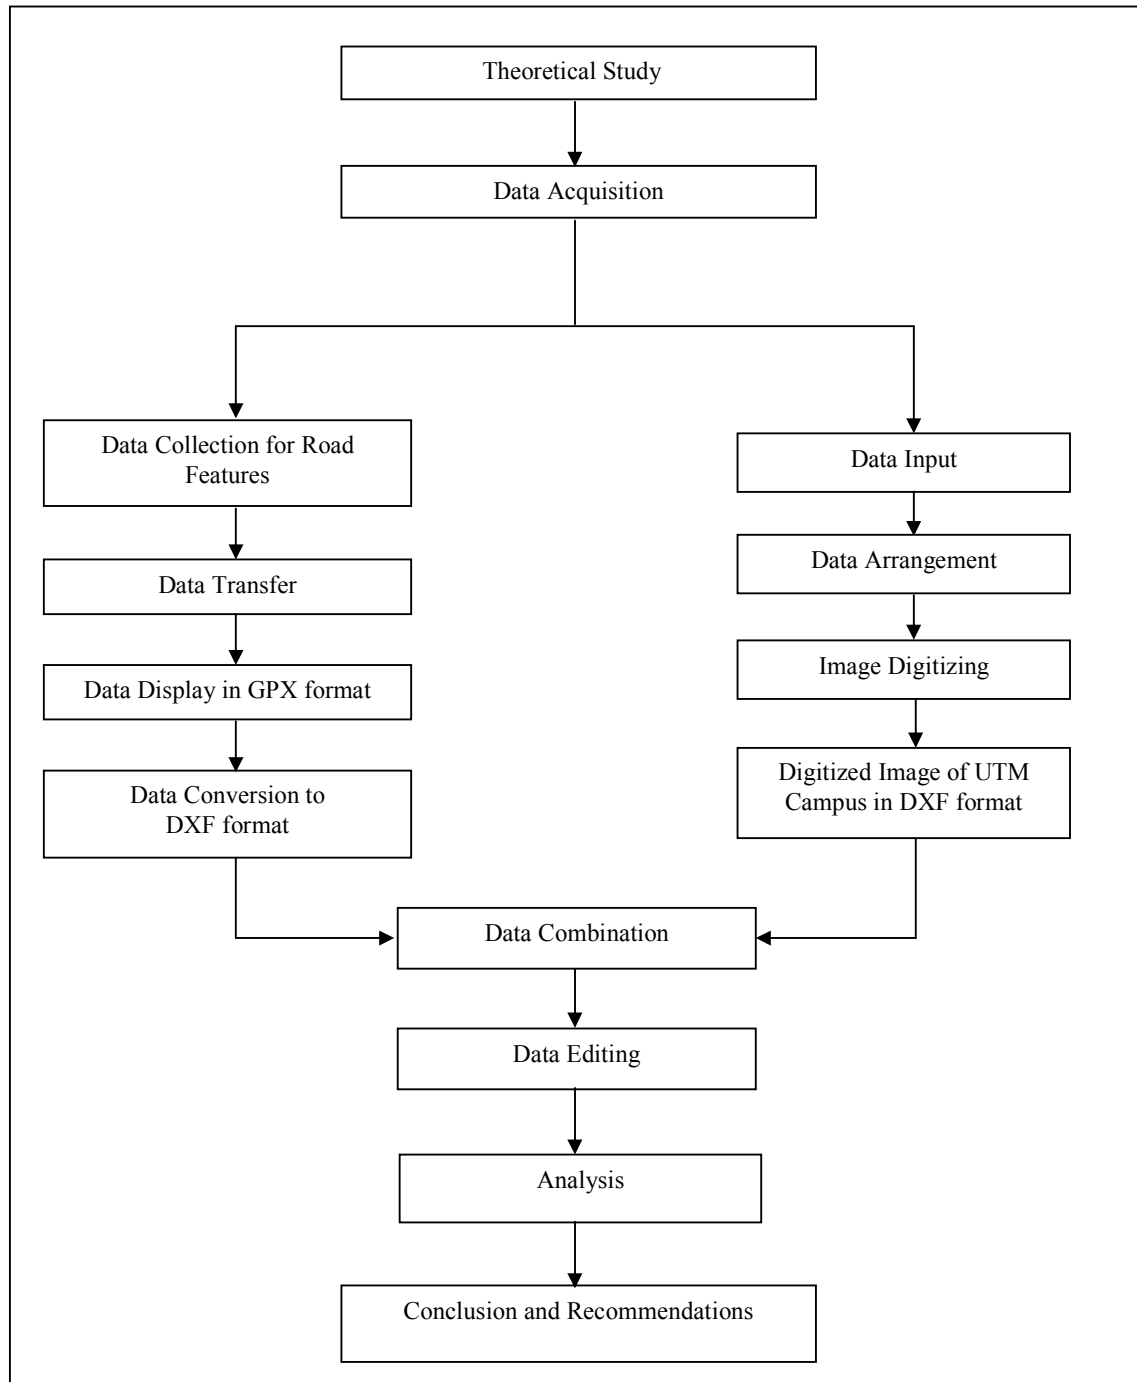 Theoretical Study
Data Acquisition
Data Collection for Road
Features
Data Transfer
Data Display in GPX format
Data Conversion to
DXF format
Data Input
Data Arrangement
Image Digitizing
Digitized Image of UTM
Campus in DXF format
Data Combination
Data Editing
Analysis
Conclusion and Recommendations